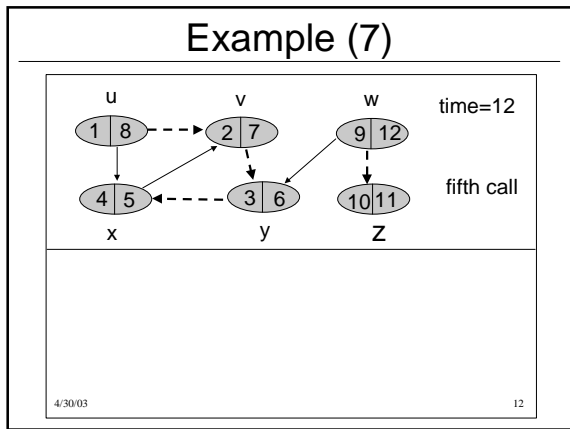 Example (7)
u v w time=12
1 8 2 7 9 12
4 5 3 6 10 11 fifth call
x y z
4/30/03 12